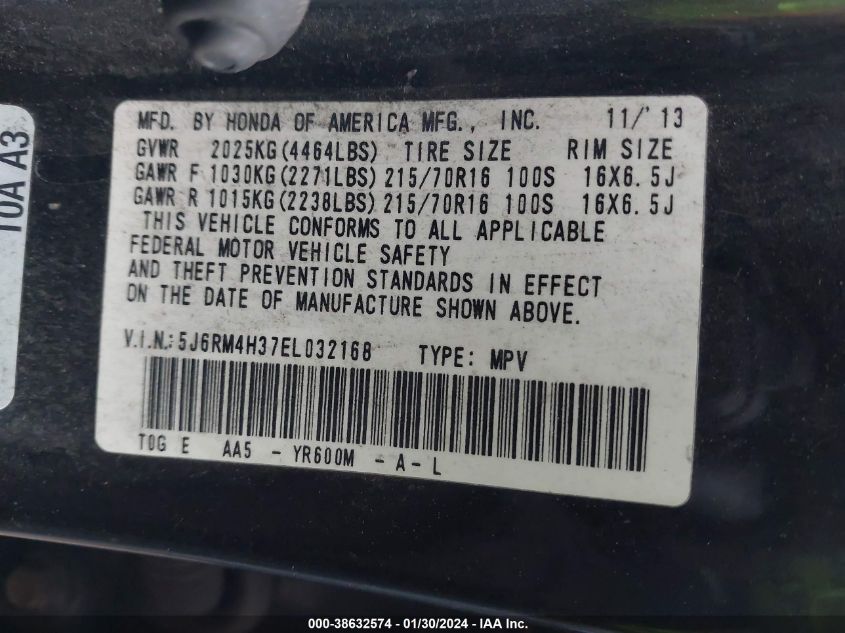 MFD. BY HONDA OF AMERICA MFG., INC. 11/'13
GVWR 2025KG(4464LBS) TIRE SIZE RIM SIZE
GAWR F 1030KG(2271LBS) 215/70R16 100S 16X6.5J
GAWR R 1015KG(2238LBS) 215/70R16 100S 16X6.5J
THIS VEHICLE CONFORMS TO ALL APPLICABLE
FEDERAL MOTOR VEHICLE SAFETY
AND THEFT PREVENTION STANDARDS IN EFFECT
ON THE DATE OF MANUFACTURE SHOWN ABOVE.
V.I.N.:5J6RM4H37EL032168 TYPE: MPV
T0G E AA5 - YR600M - A - L
T0A A3
000-38632574 / 01/30/2024 - IAA Inc.